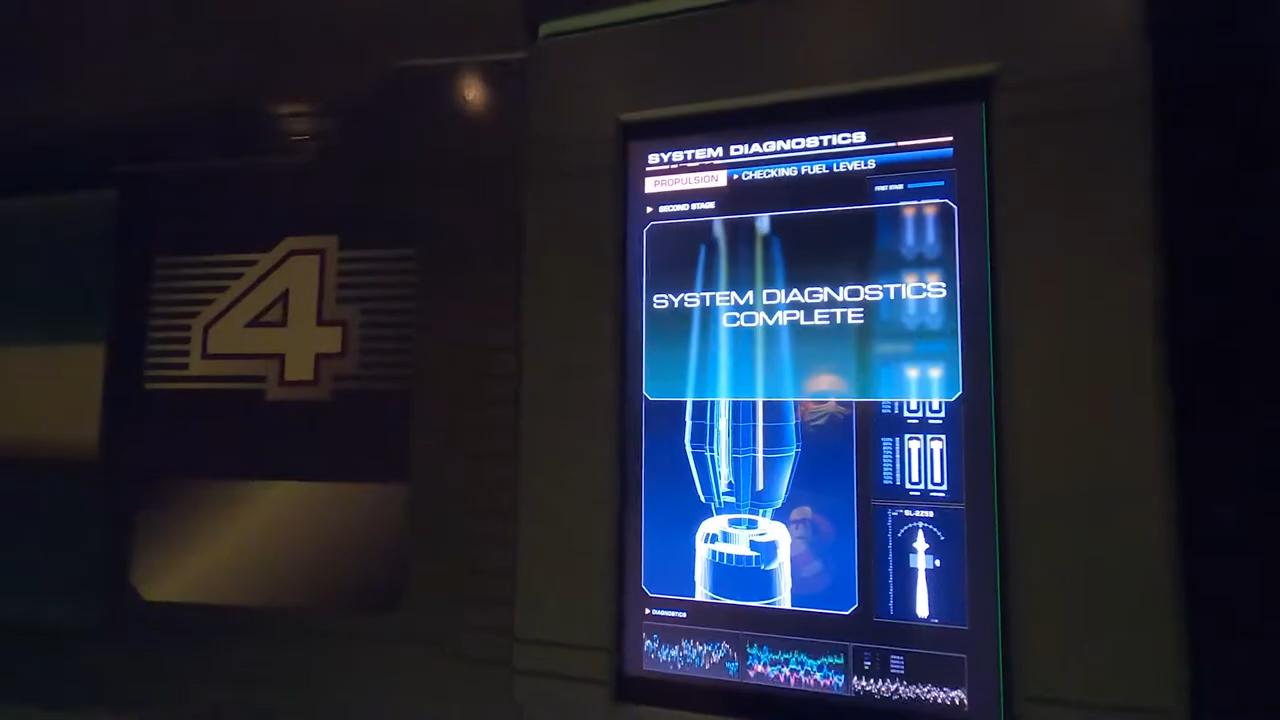 4
SYSTEM DIAGNOSTICS
PROPULSION
CHECKING FUEL LEVELS
FIRST STAGE
SECOND STAGE
SYSTEM DIAGNOSTICS
COMPLETE
DIAGNOSTICS